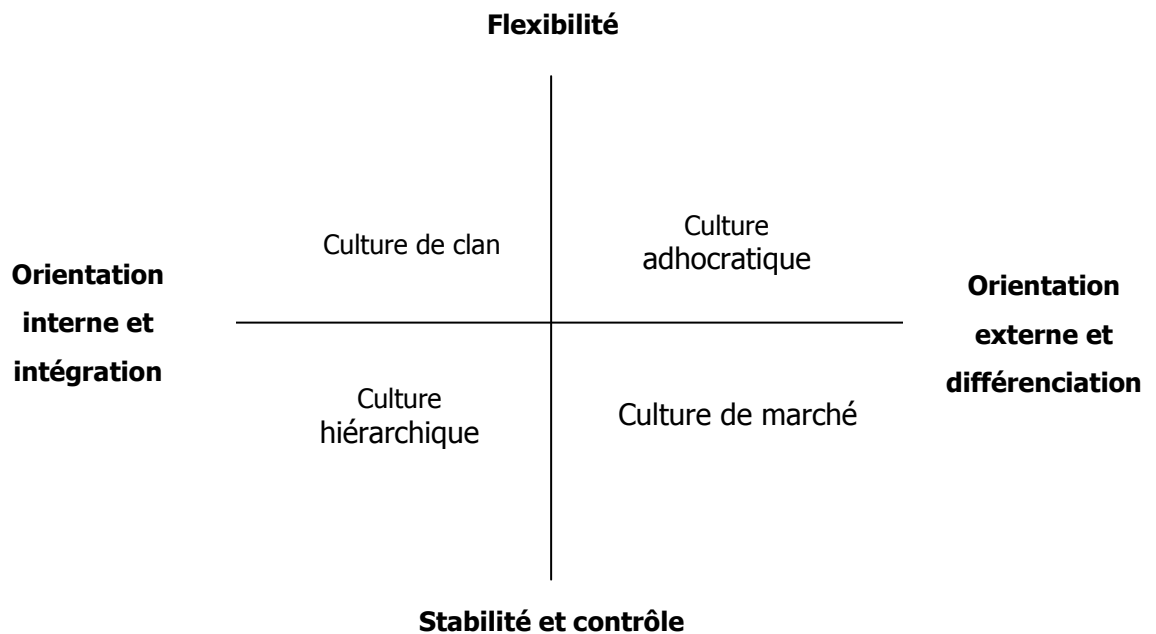 Flexibilité
Culture de clan
Culture
adhocratique
Orientation
interne et
intégration
Orientation
externe et
différenciation
Culture
hiérarchique
Culture de marché
Stabilité et contrôle